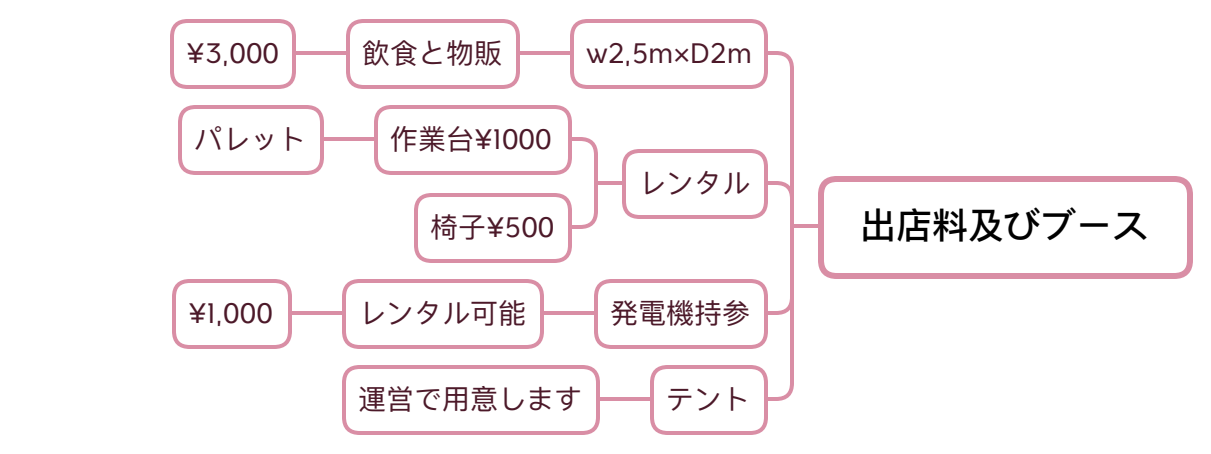 ¥3,000
飲食と物販
w2,5m×D2m
パレット
作業台¥1000
レンタル
椅子¥500
出店料及びブース
¥1,000
レンタル可能
発電機持参
運営で用意します
テント